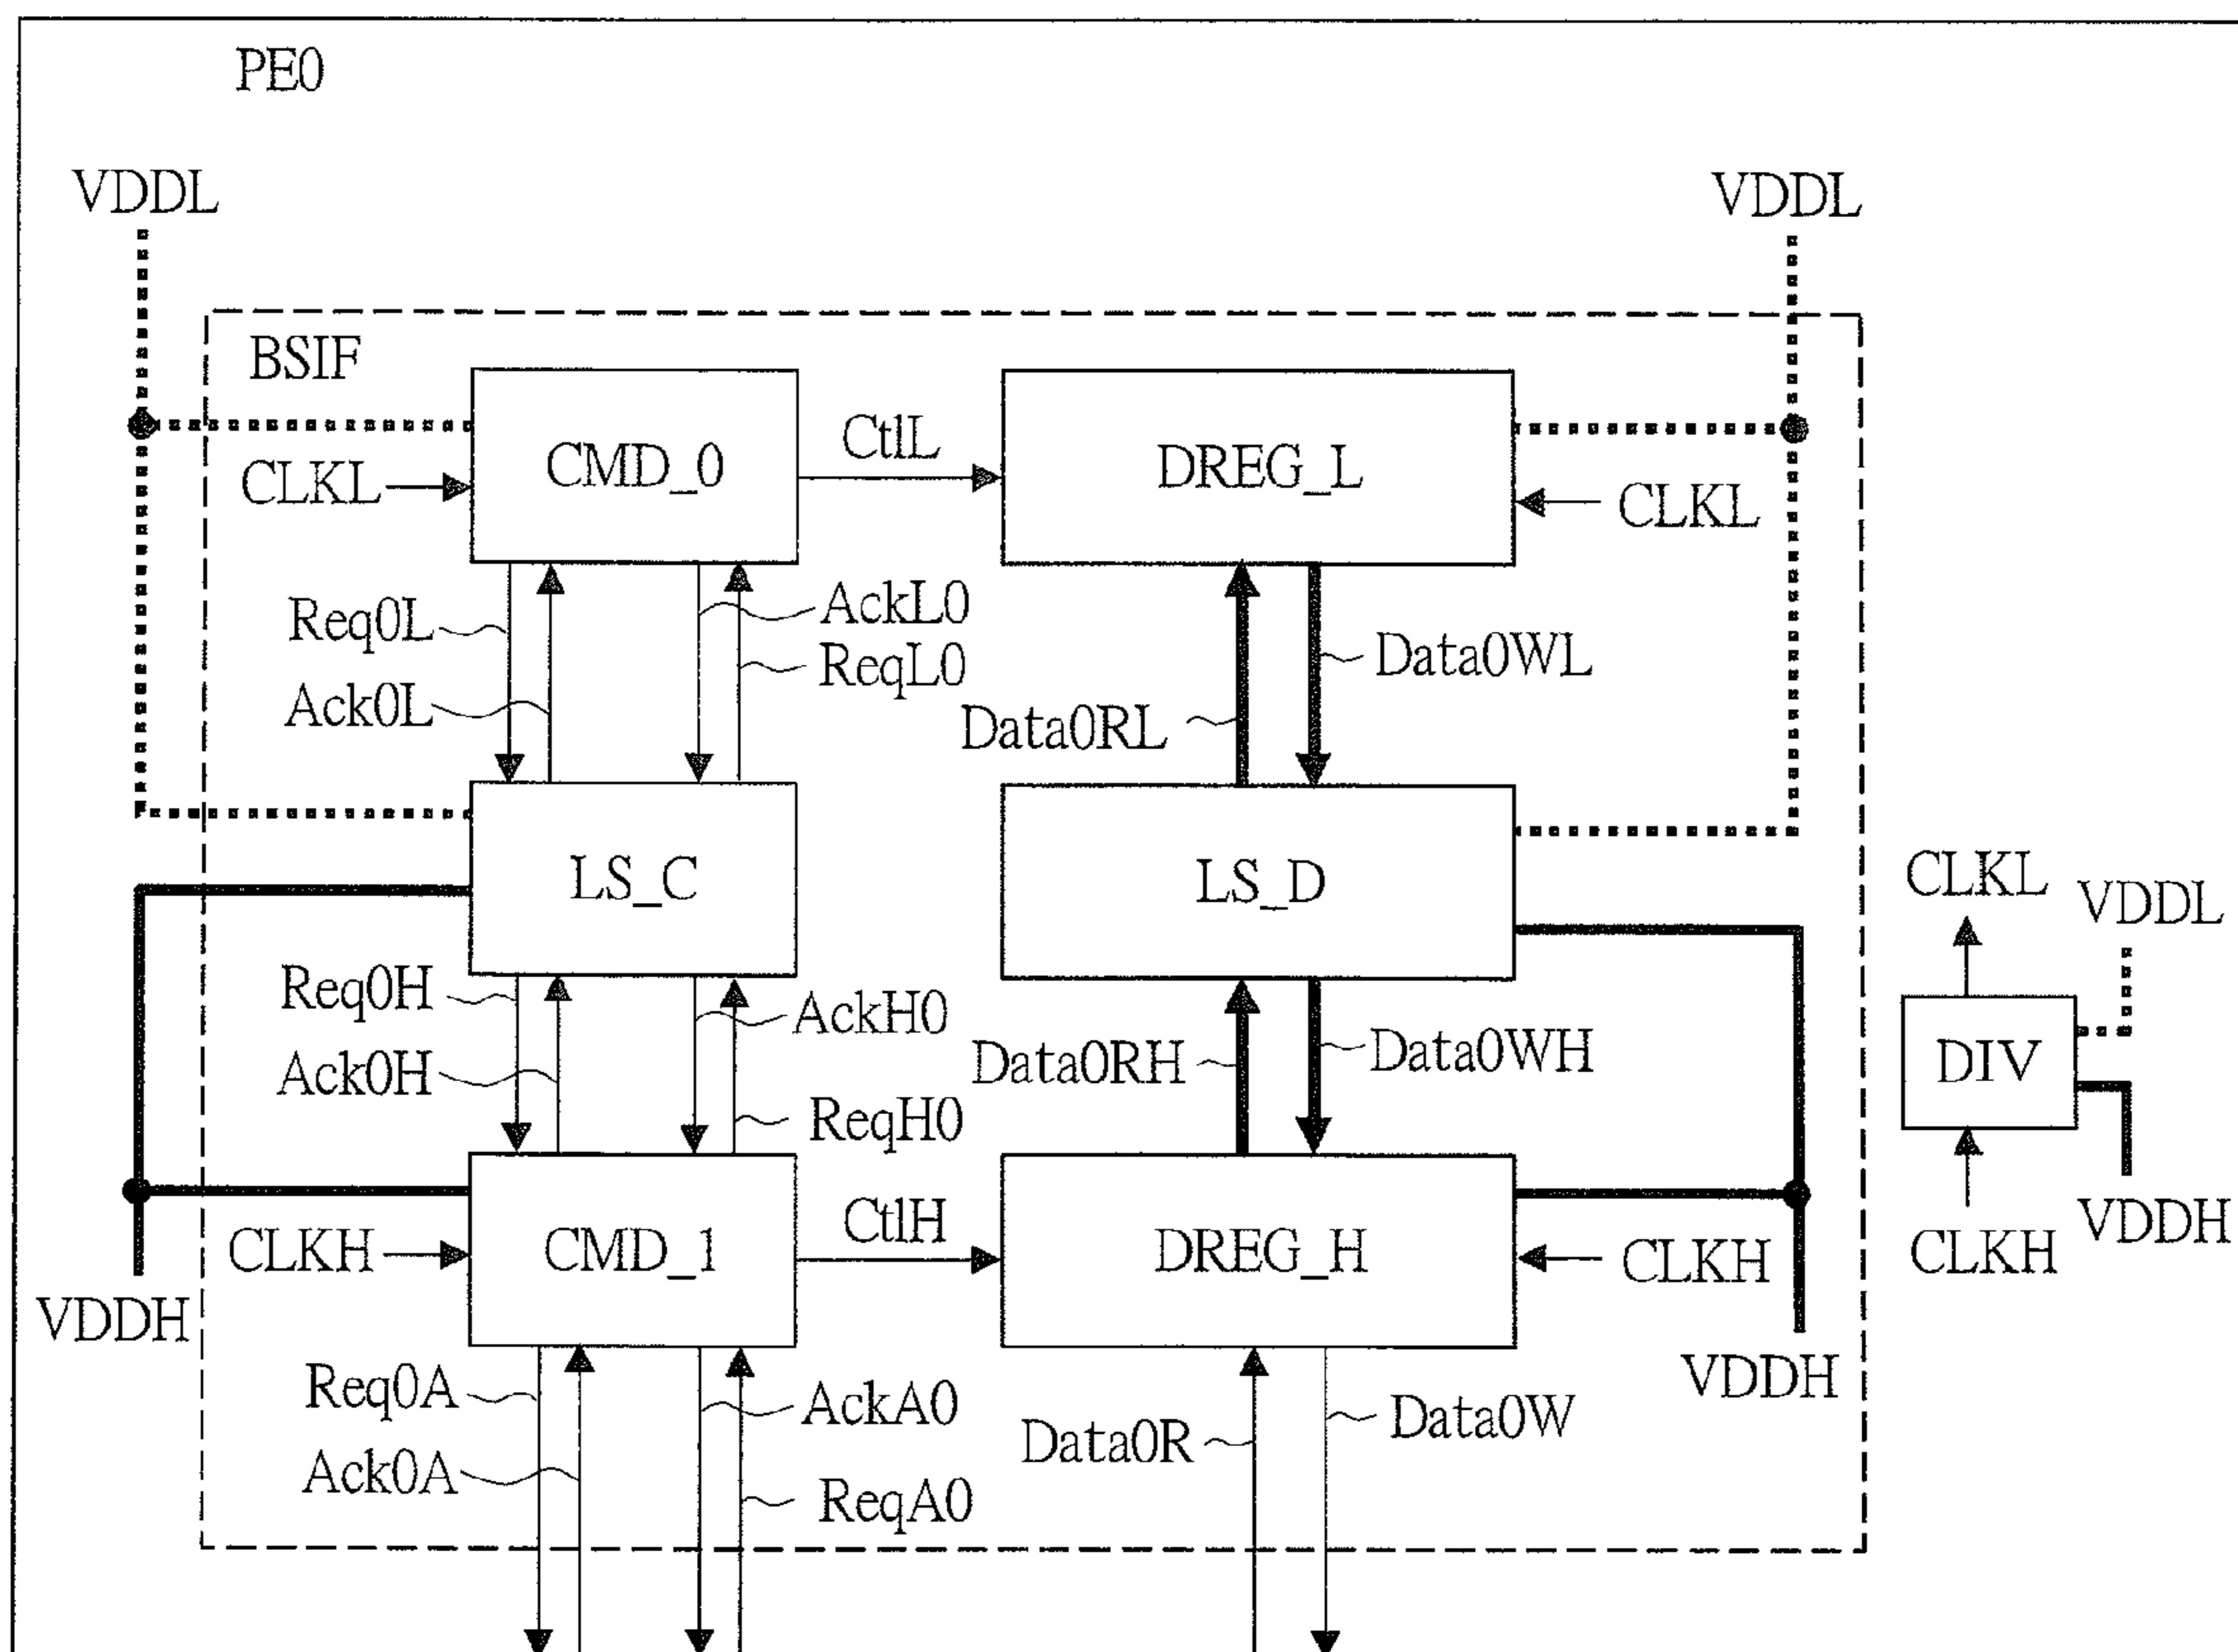 PE0
VDDL
VDDL
BSIF
CMD_0
CtlL
DREG_L
CLKL
CLKL
Req0L
AckL0
ReqL0
Ack0L
Data0WL
Data0RL
LS_C
LS_D
CLKL
VDDL
Req0H
AckH0
Ack0H
ReqH0
Data0RH
Data0WH
DIV
CMD_1
CtlH
DREG_H
CLKH
CLKH
VDDH
CLKH
VDDH
VDDH
Req0A
AckA0
Ack0A
ReqA0
Data0R
Data0W